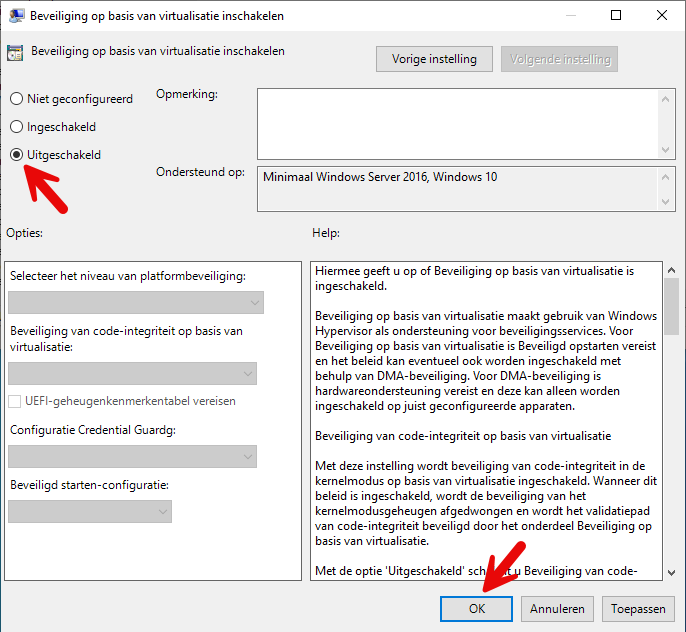 Beveiliging op basis van virtualisatie inschakelen
Beveiliging op basis van virtualisatie inschakelen
Vorige instelling
Volgende instelling
Niet geconfigureerd
Opmerking:
Ingeschakeld
Uitgeschakeld
Ondersteund op:
Minimaal Windows Server 2016, Windows 10
Opties:
Help:
Selecteer het niveau van platformbeveiliging:
Beveiliging van code-integriteit op basis van
virtualisatie:
UEFI-geheugenkenmerkentabel vereisen
Configuratie Credential Guardg:
Beveiligd starten-configuratie:
Hiermee geeft u op of Beveiliging op basis van virtualisatie is
ingeschakeld.
Beveiliging op basis van virtualisatie maakt gebruik van Windows
Hypervisor als ondersteuning voor beveiligingsservices. Voor
Beveiliging op basis van virtualisatie is Beveiligd opstarten vereist
en het beleid kan eventueel ook worden ingeschakeld met
behulp van DMA-beveiliging. Voor DMA-beveiliging is
hardwareondersteuning vereist en deze kan alleen worden
ingeschakeld op juist geconfigureerde apparaten.
Beveiliging van code-integriteit op basis van virtualisatie
Met deze instelling wordt beveiliging van code-integriteit in de
kernelmodus op basis van virtualisatie ingeschakeld. Wanneer dit
beleid is ingeschakeld, wordt de beveiliging van het
kernelmodusgeheugen afgedwongen en wordt het validatiepad
van code-integriteit beveiligd door het onderdeel Beveiliging op
basis van virtualisatie.
Met de optie 'Uitgeschakeld' u Beveiliging van code-
OK
Annuleren
Toepassen